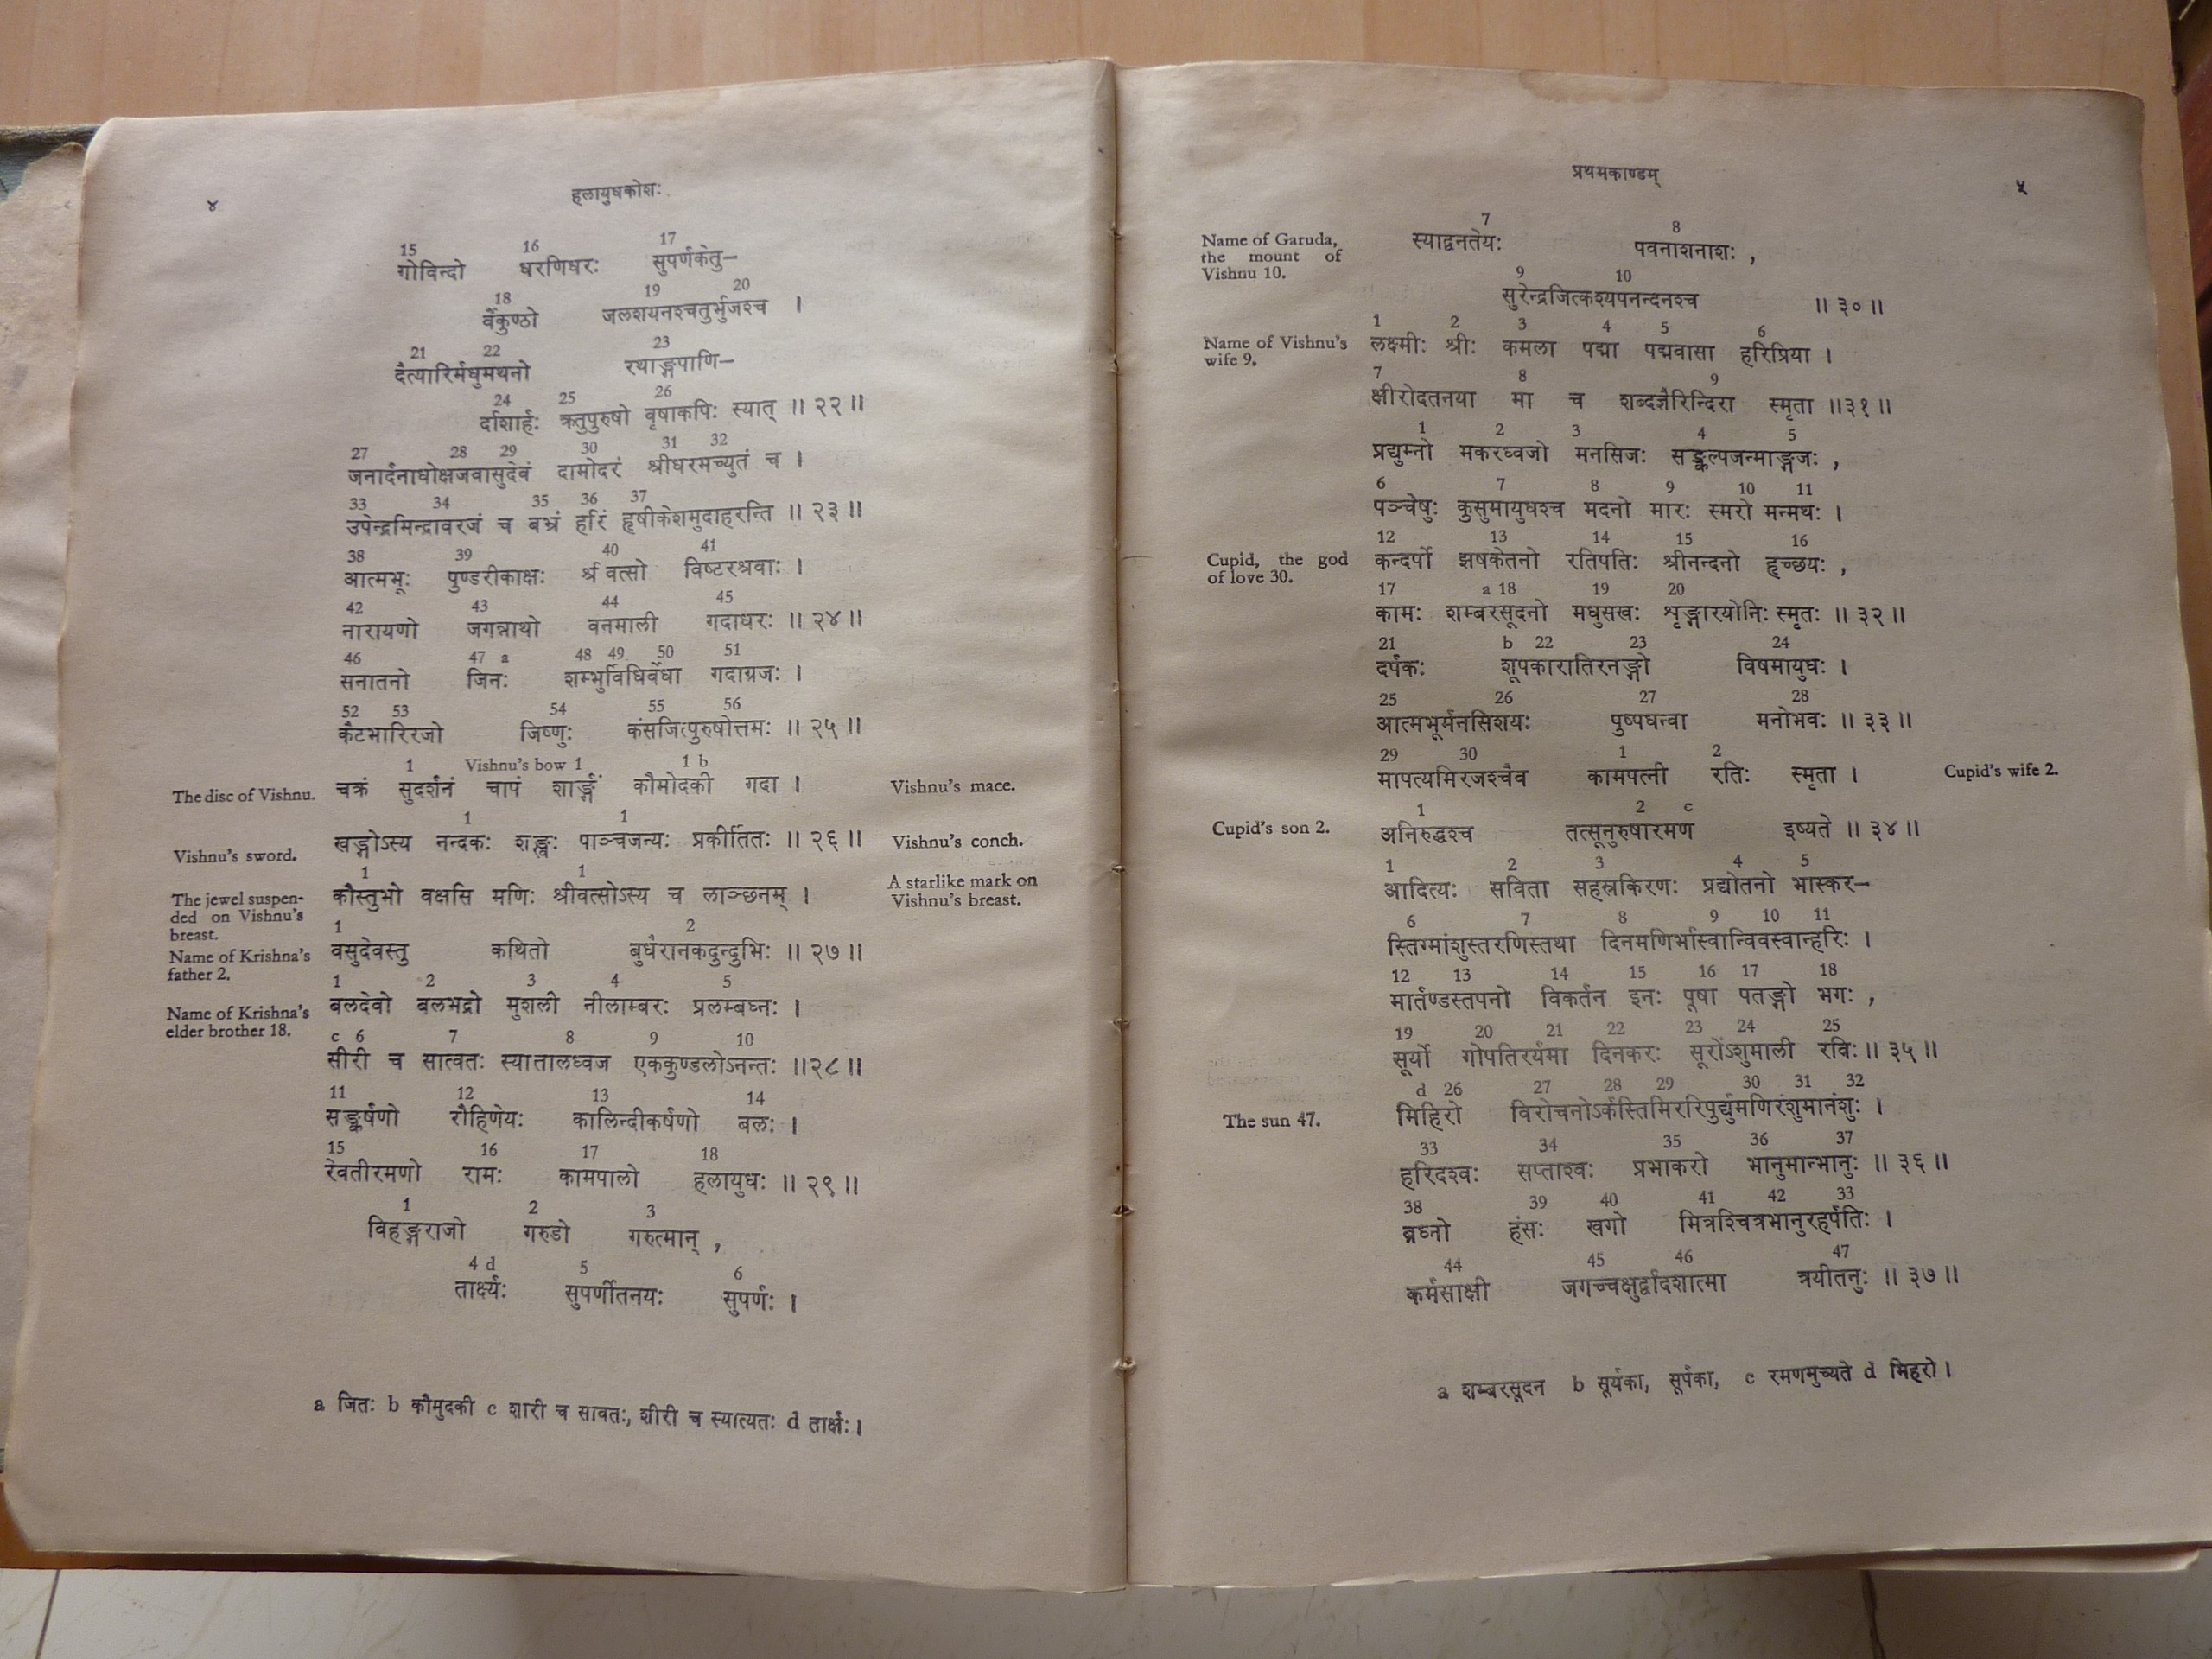 ४
हलायुधकोशः
15 16 17
गोविन्दो धरणिधरः सुपर्णकेतु–
18 19 20
वैकुण्ठो जलशयनश्चतुर्भुजश्च ।
21 22 23
दैत्यारिर्मधुमथनो रथाङ्गपाणि–
24 25 26
र्दाशार्हः क्रतुपुरुषो वृषाकपिः स्यात् ॥ २२ ॥
27 28 29 30 31 32
जनार्दनाधोक्षजवासुदेवं दामोदरं श्रीधरमच्युतं च ।
33 34 35 36 37
उपेन्द्रमिन्द्रावरजं च बभ्रं हरिं हृषीकेशमुदाहरन्ति ॥ २३ ॥
38 39 40 41
आत्मभूः पुण्डरीकाक्षः श्रीवत्सो विष्टरश्रवाः ।
42 43 44 45
नारायणो जगन्नाथो वनमाली गदाधरः ॥ २४ ॥
46 47 a 48 49 50 51
सनातनो जिनः शम्भुर्विधिर्वेधा गदाग्रजः ।
52 53 54 55 56
कैटभारिरजो जिष्णुः कंसजित्पुरुषोत्तमः ॥ २५ ॥
1 Vishnu's bow 1 1 b
The disc of Vishnu. चक्रं सुदर्शनं चापं शार्ङ्गं कौमोदकी गदा । Vishnu's mace.
1 1
Vishnu's sword. खड्गोऽस्य नन्दकः शङ्खः पाञ्चजन्यः प्रकीर्तितः ॥ २६ ॥ Vishnu's conch.
1 1
The jewel suspen-
ded on Vishnu's
breast.
कौस्तुभो वक्षसि मणिः श्रीवत्सोऽस्य च लाञ्छनम् ।
A starlike mark on
Vishnu's breast.
1 2
Name of Krishna's
father 2.
वसुदेवस्तु कथितो बुधैरानकदुन्दुभिः ॥ २७ ॥
1 2 3 4 5
Name of Krishna's
elder brother 18.
बलदेवो बलभद्रो मुशली नीलाम्बरः प्रलम्बघ्नः ।
c 6 7 8 9 10
सीरी च सात्वतः स्यातालध्वज एककुण्डलोऽनन्तः ॥२८॥
11 12 13 14
सङ्कर्षणो रौहिणेयः कालिन्दीकर्षणो बलः ।
15 16 17 18
रेवतीरमणो रामः कामपालो हलायुधः ॥ २९ ॥
1 2 3
विहङ्गराजो गरुडो गरुत्मान् ,
4 d 5 6
तार्क्ष्यः सुपर्णीतनयः सुपर्णः ।
a जितः b कौमुदकी c शारी च सावतः, शीरी च स्यात्यतः d तार्क्षः ।
प्रथमकाण्डम्
५
7 8
Name of Garuda,
the mount of
Vishnu 10.
स्याद्वनतेयः पवनाशनाशः ,
9 10
सुरेन्द्रजित्कश्यपनन्दनश्च ॥ ३० ॥
1 2 3 4 5 6
Name of Vishnu's
wife 9.
लक्ष्मीः श्रीः कमला पद्मा पद्मवासा हरिप्रिया ।
7 8 9
क्षीरोदतनया मा च शब्दज्ञैरिन्दिरा स्मृता ॥३१॥
1 2 3 4 5
प्रद्युम्नो मकरध्वजो मनसिजः सङ्कल्पजन्माङ्गजः ,
6 7 8 9 10 11
पञ्चेषुः कुसुमायुधश्च मदनो मारः स्मरो मन्मथः ।
12 13 14 15 16
Cupid, the god
of love 30.
कन्दर्पो झषकेतनो रतिपतिः श्रीनन्दनो हृच्छयः ,
17 a 18 19 20
कामः शम्बरसूदनो मधुसखः शृङ्गारयोनिः स्मृतः ॥ ३२ ॥
21 b 22 23 24
दर्पकः शूपकारातिरनङ्गो विषमायुधः ।
25 26 27 28
आत्मभूर्मनसिशयः पुष्पधन्वा मनोभवः ॥ ३३ ॥
29 30 1 2
मापत्यमिरजश्चैव कामपत्नी रतिः स्मृता । Cupid's wife 2.
1 2 c
Cupid's son 2. अनिरुद्धश्च तत्सूनुरुषारमण इष्यते ॥ ३४ ॥
1 2 3 4 5
आदित्यः सविता सहस्रकिरणः प्रद्योतनो भास्कर–
6 7 8 9 10 11
स्तिग्मांशुस्तरणिस्तथा दिनमणिर्भास्वान्विवस्वान्हरिः ।
12 13 14 15 16 17 18
मार्तण्डस्तपनो विकर्तन इनः पूषा पतङ्गो भगः ,
19 20 21 22 23 24 25
सूर्यो गोपतिरर्यमा दिनकरः सूरोंऽशुमाली रविः॥ ३५ ॥
d 26 27 28 29 30 31 32
The sun 47. मिहिरो विरोचनोऽर्कस्तिमिररिपुर्द्युमणिरंशुमानंशुः ।
33 34 35 36 37
हरिदश्वः सप्ताश्वः प्रभाकरो भानुमान्भानुः ॥ ३६ ॥
38 39 40 41 42 33
ब्रघ्नो हंसः खगो मित्रश्चित्रभानुरहर्पतिः ।
44 45 46 47
कर्मसाक्षी जगच्चक्षुर्द्वादशात्मा त्रयीतनुः ॥ ३७ ॥
a शम्बरसूदन b सूर्यका, सूर्पका, c रमणमुच्यते d मिहरो ।